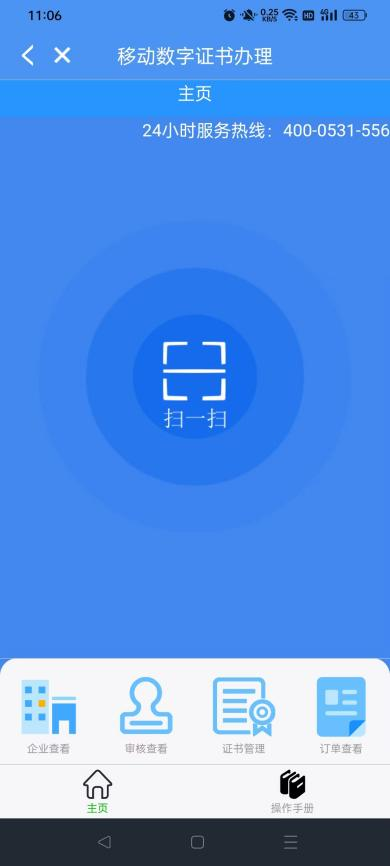 11:06
0.25 KB/S HD 4G 43
移动数字证书办理
主页
24小时服务热线：400-0531-556
扫一扫
企业查看 审核查看 证书管理 订单查看
主页 操作手册